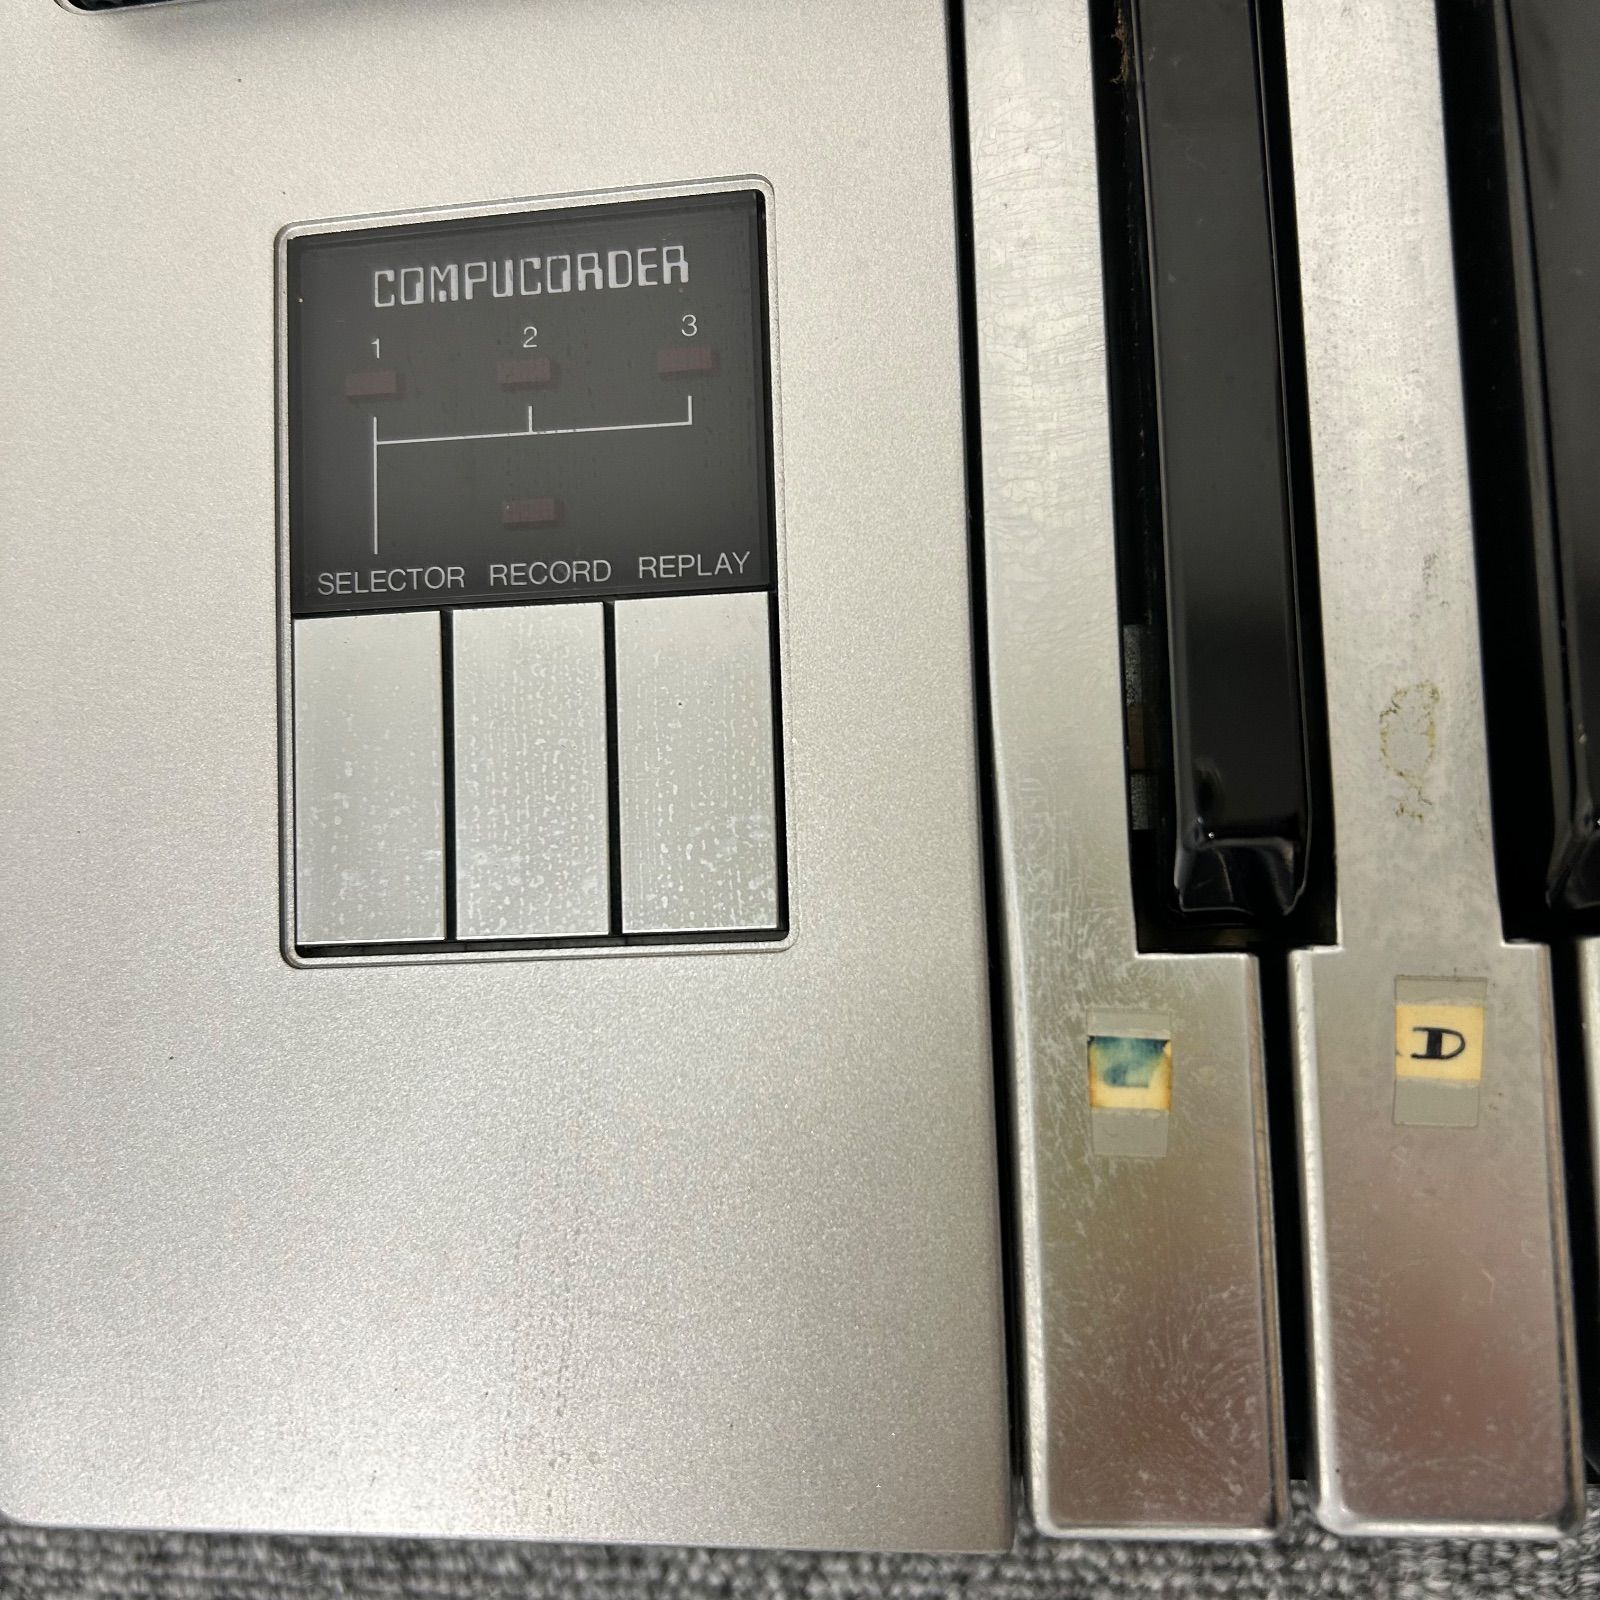 COMPUCORDER
1 2 3
SELECTOR RECORD REPLAY
D